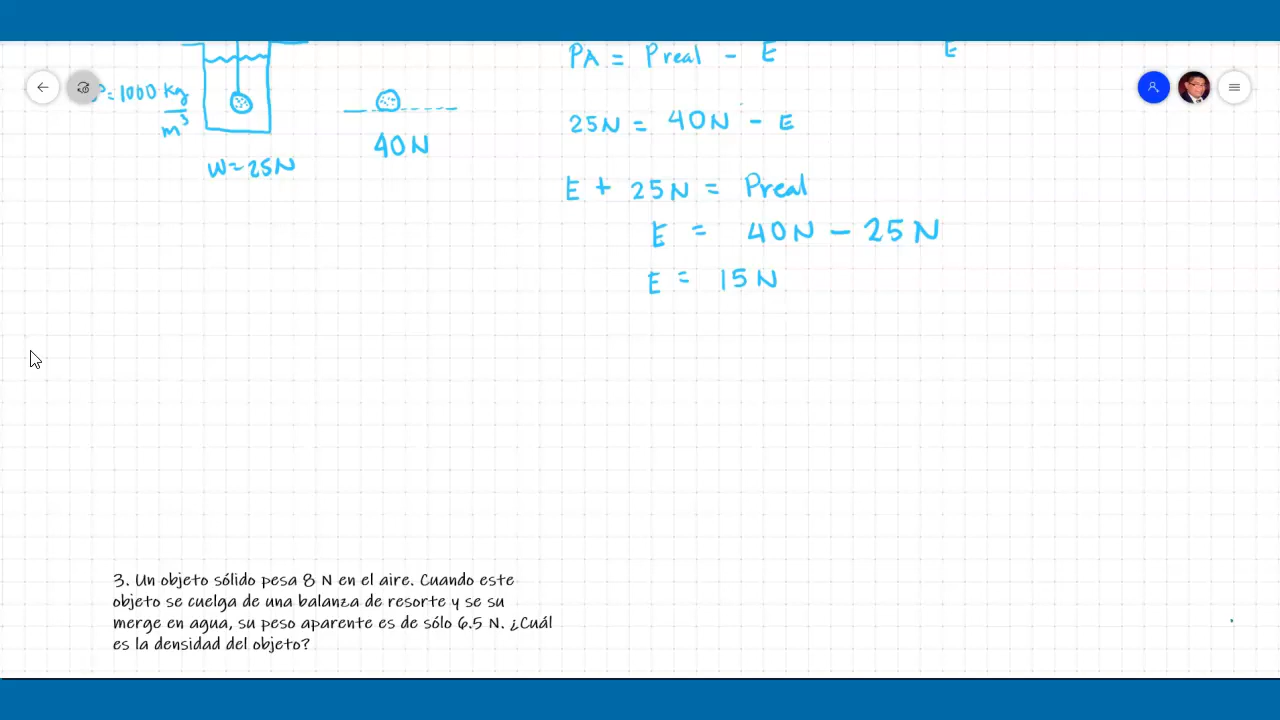 PA = Preal - E
E
ρ = 1000 kg
m³
W = 25N
40N
25N = 40N - E
E + 25N = Preal
E = 40N - 25N
E = 15N
3. Un objeto sólido pesa 8 N en el aire. Cuando este
objeto se cuelga de una balanza de resorte y se su
merge en agua, su peso aparente es de sólo 6.5 N. ¿Cuál
es la densidad del objeto?